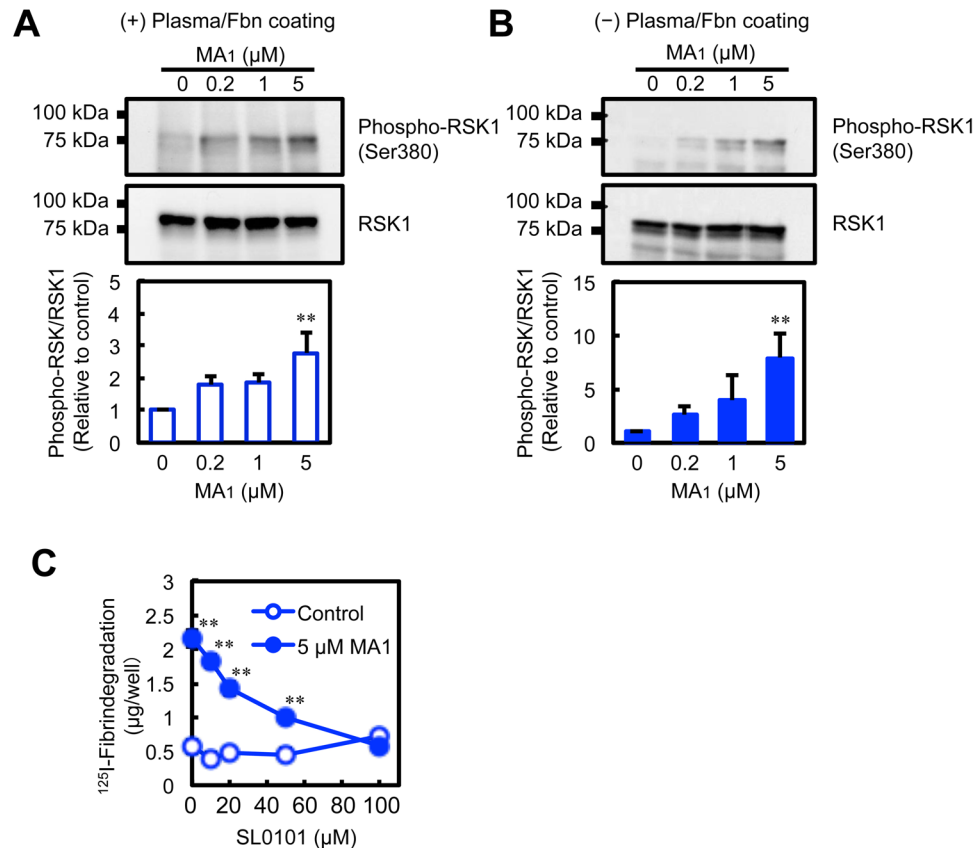 A
(+) Plasma/Fbn coating
MA1 (µM)
0 0.2 1 5
100 kDa
75 kDa
Phospho-RSK1
(Ser380)
100 kDa
75 kDa
RSK1
Phospho-RSK/RSK1
(Relative to control)
5
4
3
2
1
0
**
0 0.2 1 5
MA1 (µM)
B
(−) Plasma/Fbn coating
MA1 (µM)
0 0.2 1 5
100 kDa
75 kDa
Phospho-RSK1
(Ser380)
100 kDa
75 kDa
RSK1
Phospho-RSK/RSK1
(Relative to control)
15
10
5
0
**
0 0.2 1 5
MA1 (µM)
C
125I-Fibrindegradation
(µg/well)
3
2.5
2
1.5
1
0.5
0
Control
5 µM MA1
**
**
**
**
0 20 40 60 80 100
SL0101 (µM)